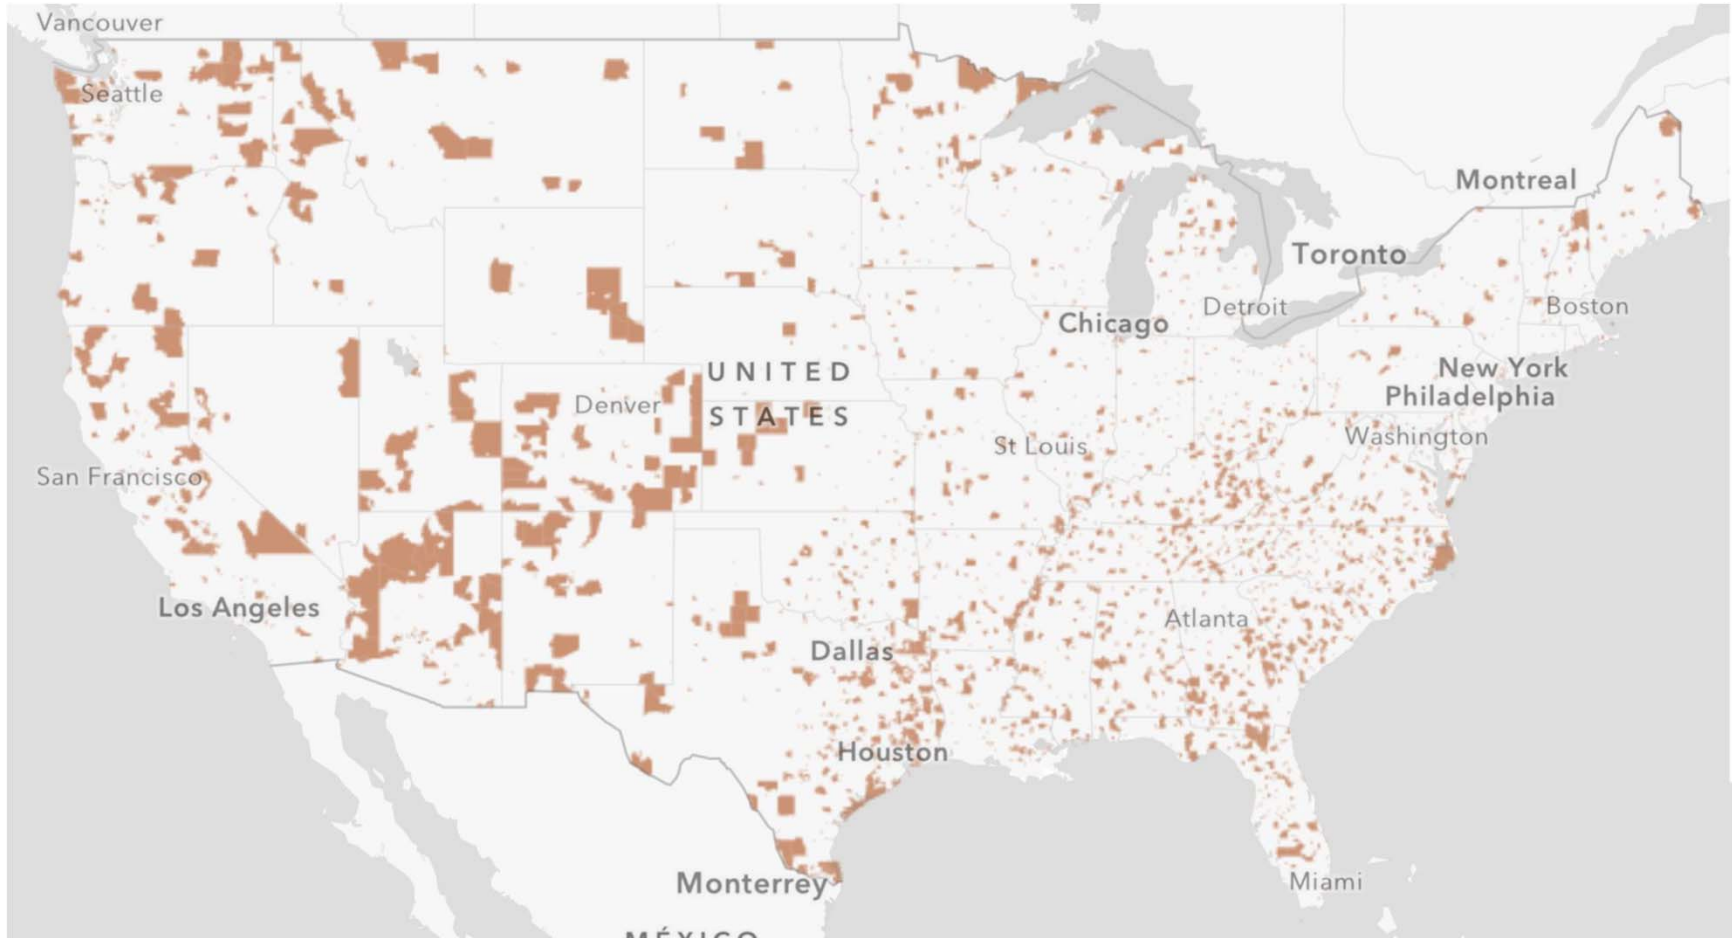 Vancouver
Seattle
Montreal
Toronto
Detroit
Boston
Chicago
UNITED
STATES
New York
Philadelphia
Denver
Washington
St Louis
San Francisco
Los Angeles
Atlanta
Dallas
Houston
Monterrey
Miami
MÉXICO